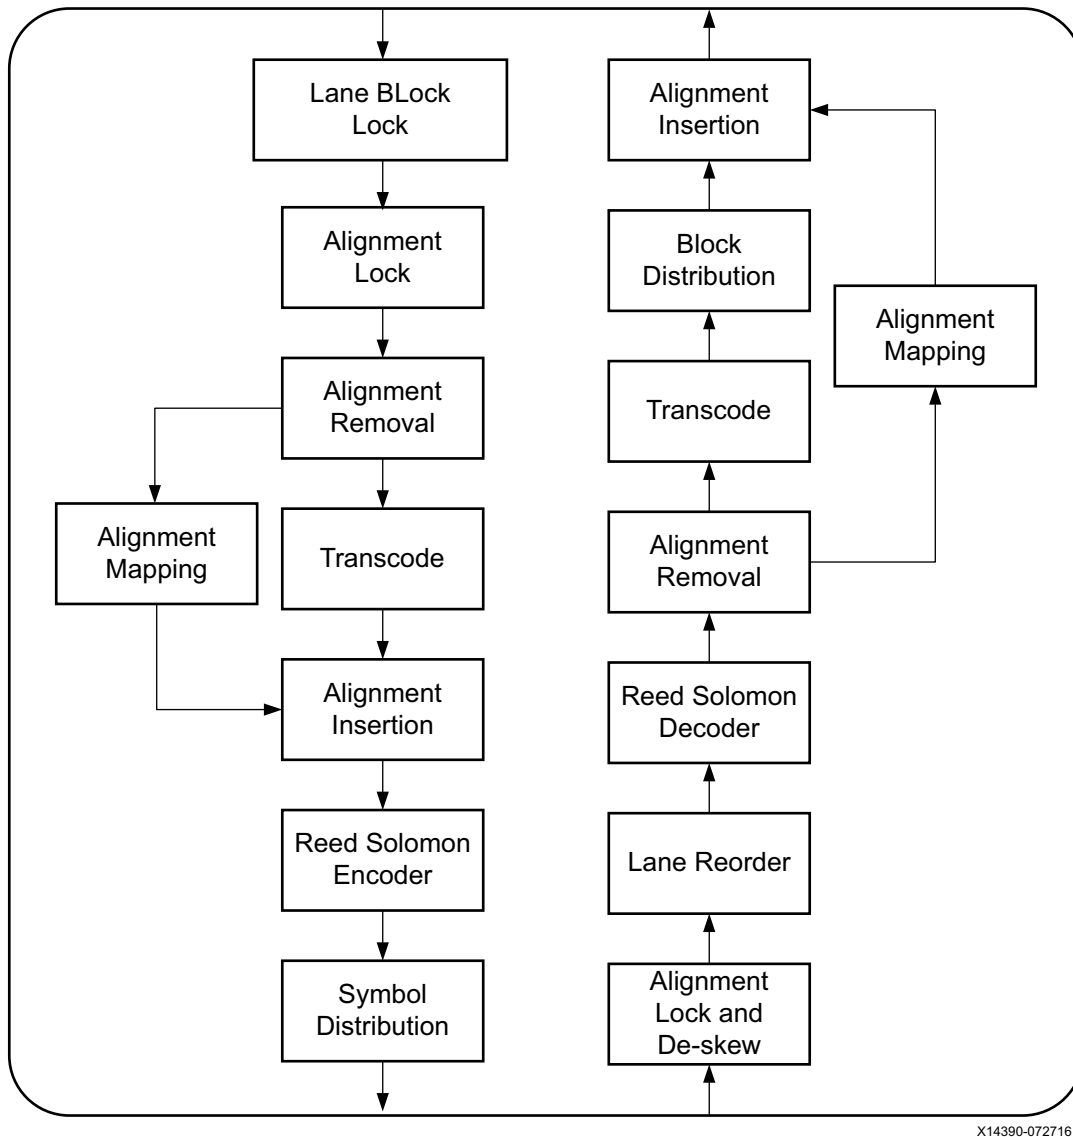 Lane BLock
Lock
Alignment
Lock
Alignment
Removal
Alignment
Mapping
Transcode
Alignment
Insertion
Reed Solomon
Encoder
Symbol
Distribution
Alignment
Insertion
Block
Distribution
Alignment
Mapping
Transcode
Alignment
Removal
Reed Solomon
Decoder
Lane Reorder
Alignment
Lock and
De-skew
X14390-072716